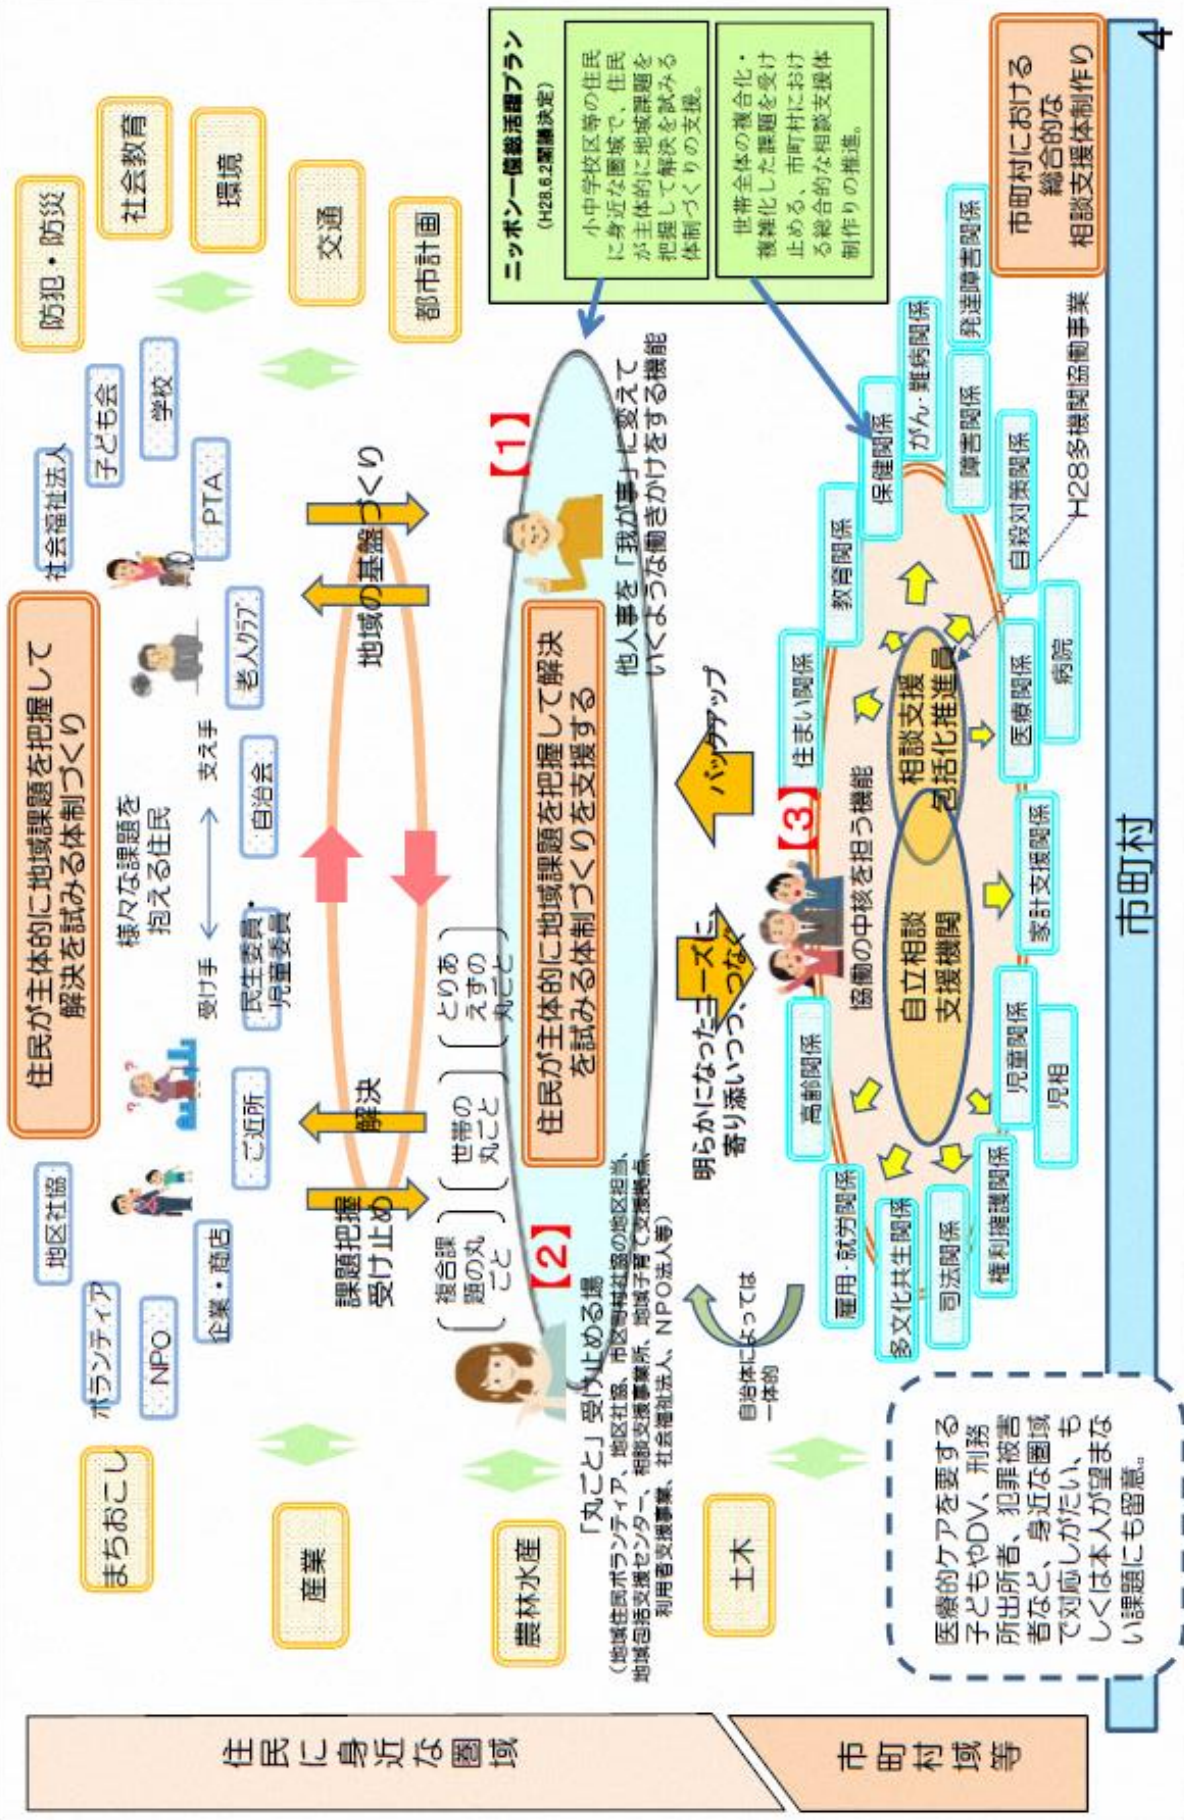 住民が主体的に地域課題を把握して
解決を試みる体制づくり
住民に身近な圏域
市町村域等
まちおこし
産業
農林水産
土木
防犯・防災
社会教育
環境
交通
都市計画
地区社協
ボランティア
NPO
企業・商店
ご近所
民生委員・
児童委員
自治会
老人クラブ
社会福祉法人
子ども会
学校
PTA
様々な課題を
抱える住民
受け手
支え手
課題把握
受け止め
解決
地域の基盤づくり
複合課
題の丸
ごと
世帯の
丸ごと
とりあ
えずの
丸ごと
【2】
【1】
住民が主体的に地域課題を把握して解決
を試みる体制づくりを支援する
ニッポン一億総活躍プラン
(H28.6.2閣議決定)
小中学校区等の住民
に身近な圏域で、住民
が主体的に地域課題を
把握して解決を試みる
体制づくりの支援。
世帯全体の複合化・
複雑化した課題を受け
止める、市町村におけ
る総合的な相談支援体
制作りの推進。
「丸ごと」受け止める場
(地域住民ボランティア、地区社協、市区町村社協の地区担当、
地域包括支援センター、相談支援事業所、地域子育て支援拠点、
利用者支援事業、社会福祉法人、NPO法人等)
他人事を「我が事」に変えて
いくような働きかけをする機能
明らかになったニーズに、
寄り添いつつ、つなぐ
バックアップ
自治体によっては
一体的
【3】
協働の中核を担う機能
自立相談
支援機関
相談支援
包括化推進員
高齢関係
雇用・就労関係
多文化共生関係
司法関係
権利擁護関係
児童関係
児相
家計支援関係
医療関係
病院
自殺対策関係
障害関係
発達障害関係
がん・難病関係
保健関係
教育関係
住まい関係
H28多機関協働事業
市町村における
総合的な
相談支援体制作り
医療的ケアを要する
子どもやDV、刑務
所出所者、犯罪被害
者など、身近な圏域
で対応しがたい、も
しくは本人が望まな
い課題にも留意。
市町村
4